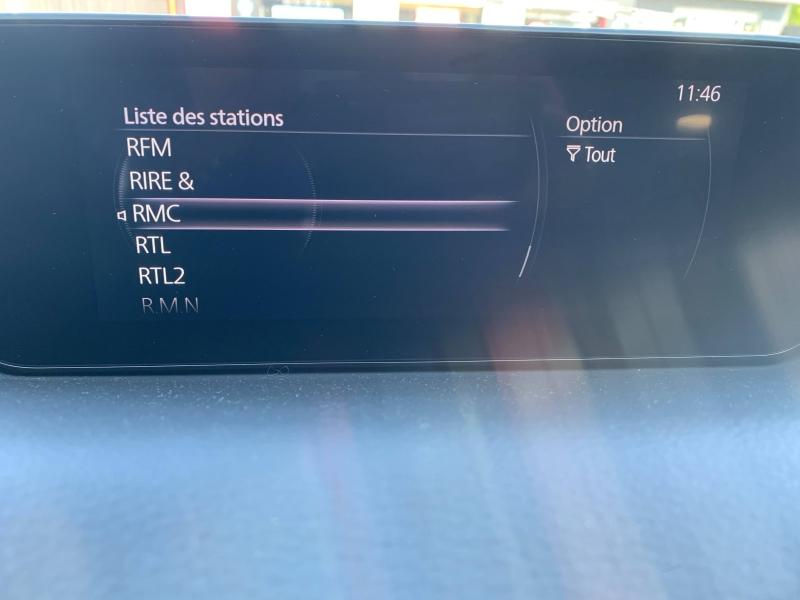 11:46
Liste des stations
RFM
RIRE &
RMC
RTL
RTL2
R.M.N
Option
Tout